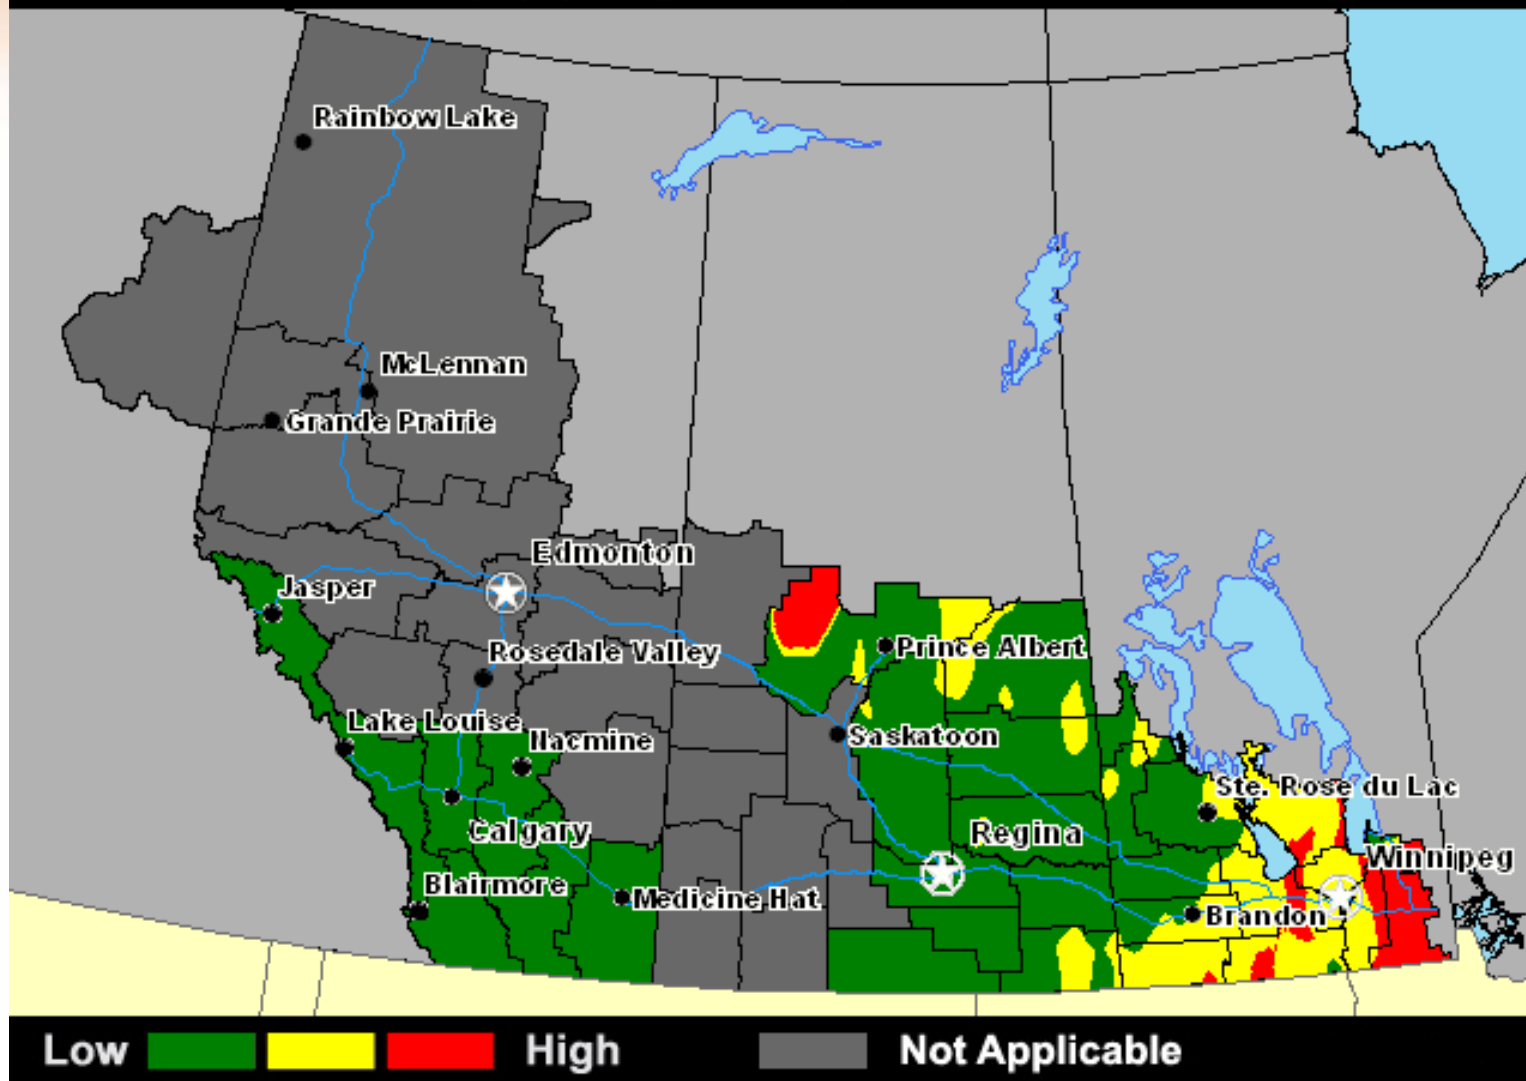 Rainbow Lake
McLennan
Grande Prairie
Edmonton
Jasper
Rosedale Valley
Prince Albert
Lake Louise
Nacmine
Saskatoon
Ste. Rose du Lac
Calgary
Regina
Winnipeg
Blairmore
Medicine Hat
Brandon
Low
High
Not Applicable